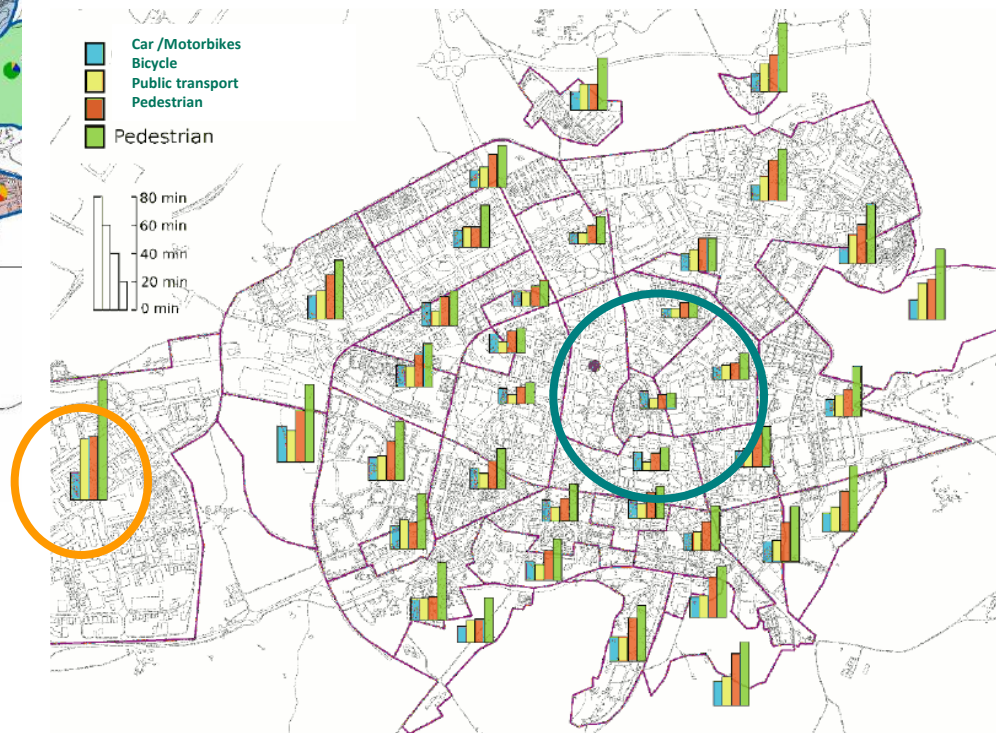 Car /Motorbikes
Bicycle
Public transport
Pedestrian
Pedestrian
80 min
60 min
40 min
20 min
0 min